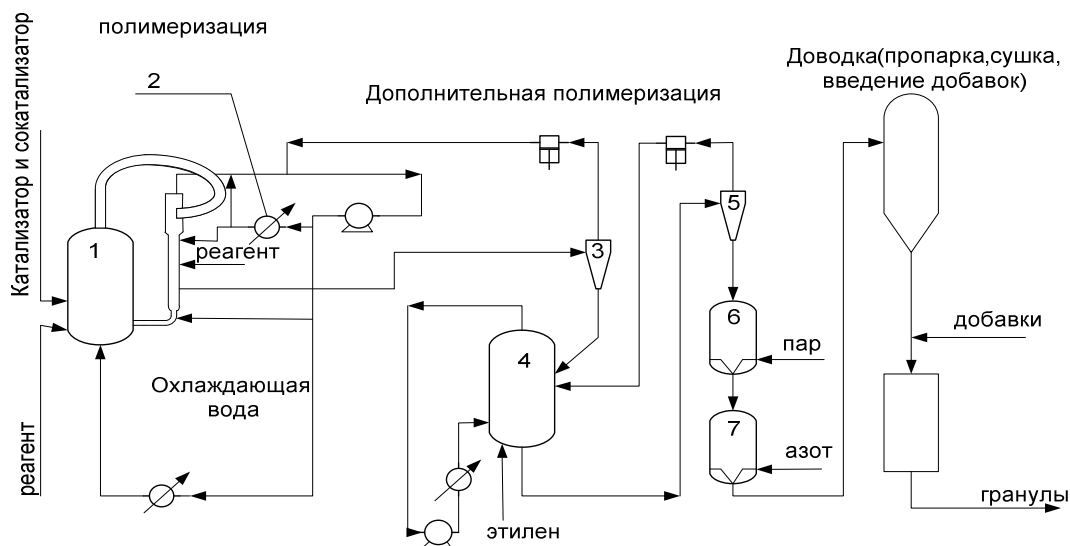 полимеризация
2
Дополнительная полимеризация
Доводка(пропарка,сушка,
введение добавок)
Катализатор и сокатализатор
1
реагент
3
5
4
6
пар
добавки
Охлаждающая
вода
реагент
7
азот
этилен
гранулы